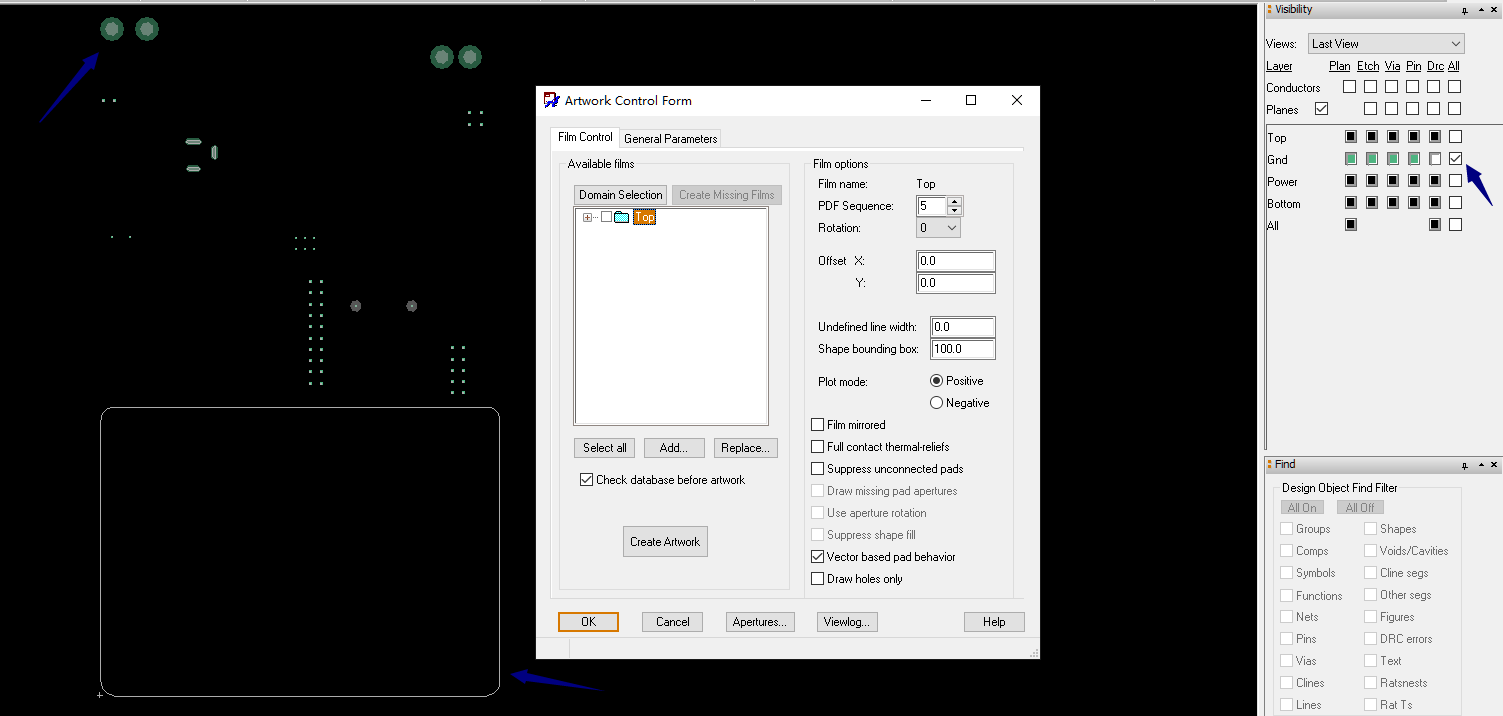 Visibility
Views: Last View
Layer Plan Etch Via Pin Drc All
Conductors
Planes
Top
Gnd
Power
Bottom
All
Artwork Control Form
Film Control General Parameters
Available films
Domain Selection Create Missing Films
Top
Select all Add... Replace...
Check database before artwork
Create Artwork
Film options
Film name: Top
PDF Sequence: 5
Rotation: 0
Offset X: 0.0
Y: 0.0
Undefined line width: 0.0
Shape bounding box: 100.0
Plot mode: Positive
Negative
Film mirrored
Full contact thermal-reliefs
Suppress unconnected pads
Draw missing pad apertures
Use aperture rotation
Suppress shape fill
Vector based pad behavior
Draw holes only
OK Cancel Apertures... Viewlog... Help
Find
Design Object Find Filter
All On All Off
Groups Shapes
Comps Voids/Cavities
Symbols Cline segs
Functions Other segs
Nets Figures
Pins DRC errors
Vias Text
Clines Ratsnests
Lines Rat Ts